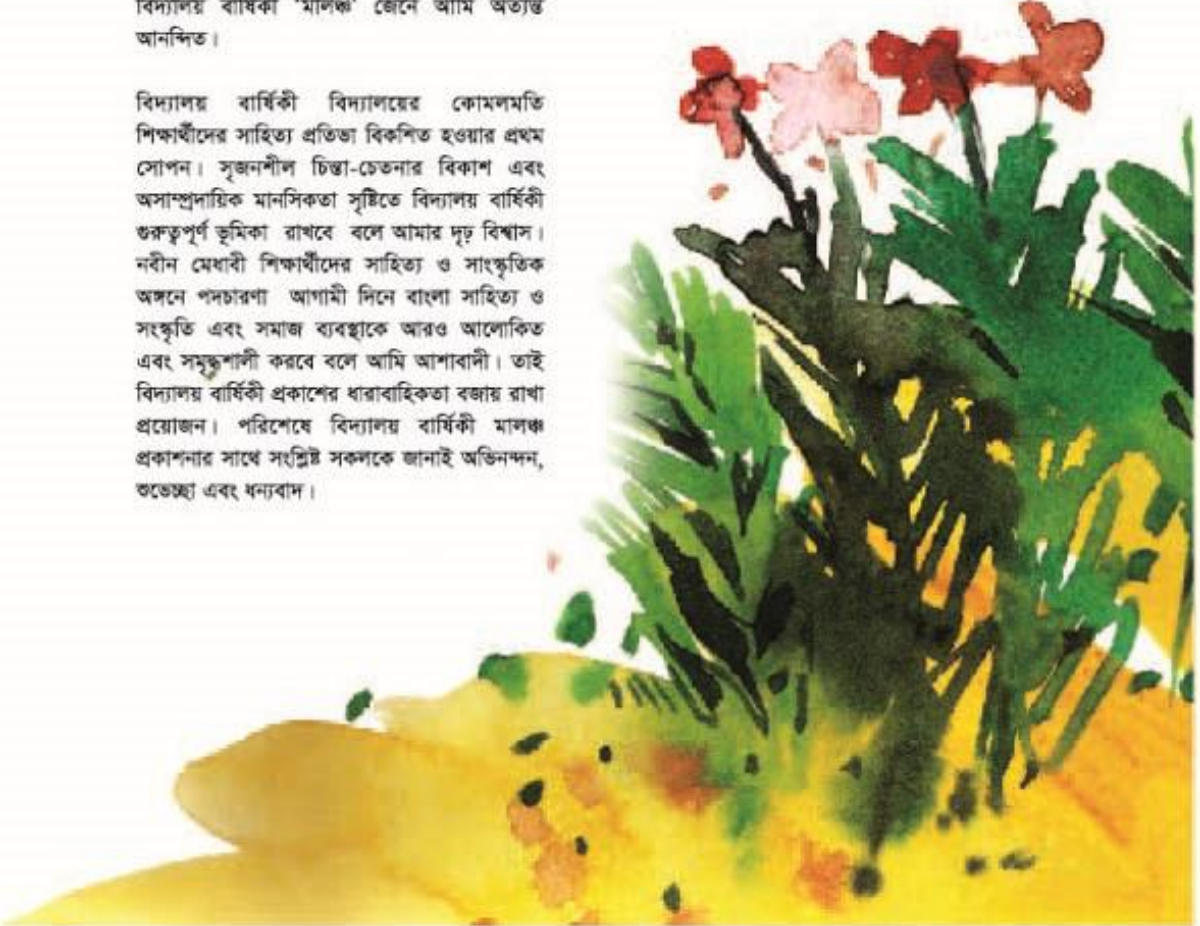 বিদ্যালয় বার্ষিকী ‘মালঞ্চ’ জেনে আমি অত্যন্ত
আনন্দিত।
বিদ্যালয় বার্ষিকী বিদ্যালয়ের কোমলমতি
শিক্ষার্থীদের সাহিত্য প্রতিভা বিকশিত হওয়ার প্রথম
সোপন। সৃজনশীল চিন্তা-চেতনার বিকাশ এবং
অসাম্প্রদায়িক মানসিকতা সৃষ্টিতে বিদ্যালয় বার্ষিকী
গুরুত্বপূর্ণ ভূমিকা রাখবে বলে আমার দৃঢ় বিশ্বাস।
নবীন মেধাবী শিক্ষার্থীদের সাহিত্য ও সাংস্কৃতিক
অঙ্গনে পদচারণা আগামী দিনে বাংলা সাহিত্য ও
সংস্কৃতি এবং সমাজ ব্যবস্থাকে আরও আলোকিত
এবং সমৃদ্ধশালী করবে বলে আমি আশাবাদী। তাই
বিদ্যালয় বার্ষিকী প্রকাশের ধারাবাহিকতা বজায় রাখা
প্রয়োজন। পরিশেষে বিদ্যালয় বার্ষিকী মালঞ্চ
প্রকাশনার সাথে সংশ্লিষ্ট সকলকে জানাই অভিনন্দন,
শুভেচ্ছা এবং ধন্যবাদ।